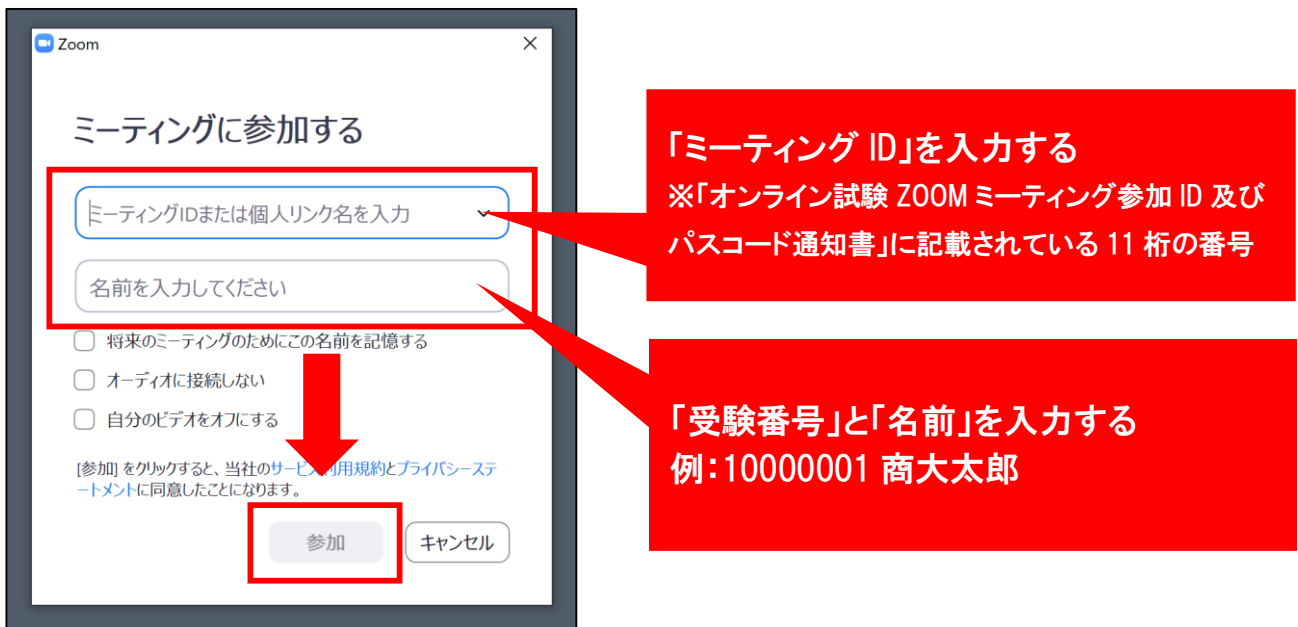 Zoom
ミーティングに参加する
ミーティングIDまたは個人リンク名を入力
名前を入力してください
将来のミーティングのためにこの名前を記憶する
オーディオに接続しない
自分のビデオをオフにする
[参加] をクリックすると、当社のサービス利用規約とプライバシーステ
ートメントに同意したことになります。
参加
キャンセル
「ミーティング ID」を入力する
※「オンライン試験 ZOOM ミーティング参加 ID 及び
パスコード通知書」に記載されている 11 桁の番号
「受験番号」と「名前」を入力する
例：10000001 商大太郎